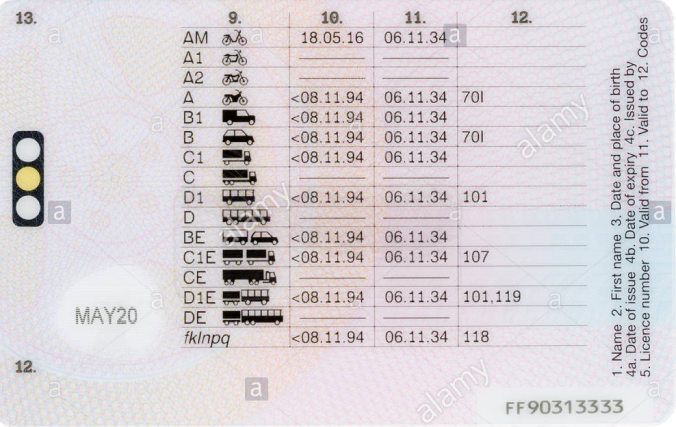 13. 9. 10. 11. 12.
AM 18.05.16 06.11.34
A1
A2
A <08.11.94 06.11.34 70I
B1 <08.11.94 06.11.34
B <08.11.94 06.11.34 70I
C1 <08.11.94 06.11.34
C
D1 <08.11.94 06.11.34 101
D
BE <08.11.94 06.11.34
C1E <08.11.94 06.11.34 107
CE
D1E <08.11.94 06.11.34 101,119
DE
fklnpq <08.11.94 06.11.34 118
MAY20
12.
FF90313333
1. Name 2. First name 3. Date and place of birth
4a. Date of issue 4b. Date of expiry 4c. Issued by
5. Licence number 10. Valid from 11. Valid to 12. Codes
a
a
a
a
a
a
a
a
a
a
alamy
alamy
alamy